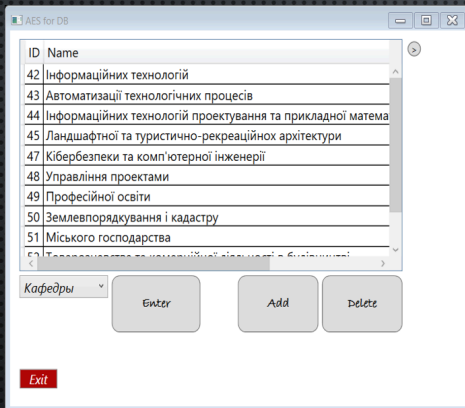 AES for DB
ID Name
42 Інформаційних технологій
43 Автоматизації технологічних процесів
44 Інформаційних технологій проектування та прикладної матема
45 Ландшафтної та туристично-рекреаційнох архітектури
47 Кібербезпеки та комп'ютерної інженерії
48 Управління проектами
49 Професійної освіти
50 Землевпорядкування і кадастру
51 Міського господарства
Кафедры
Enter
Add
Delete
Exit